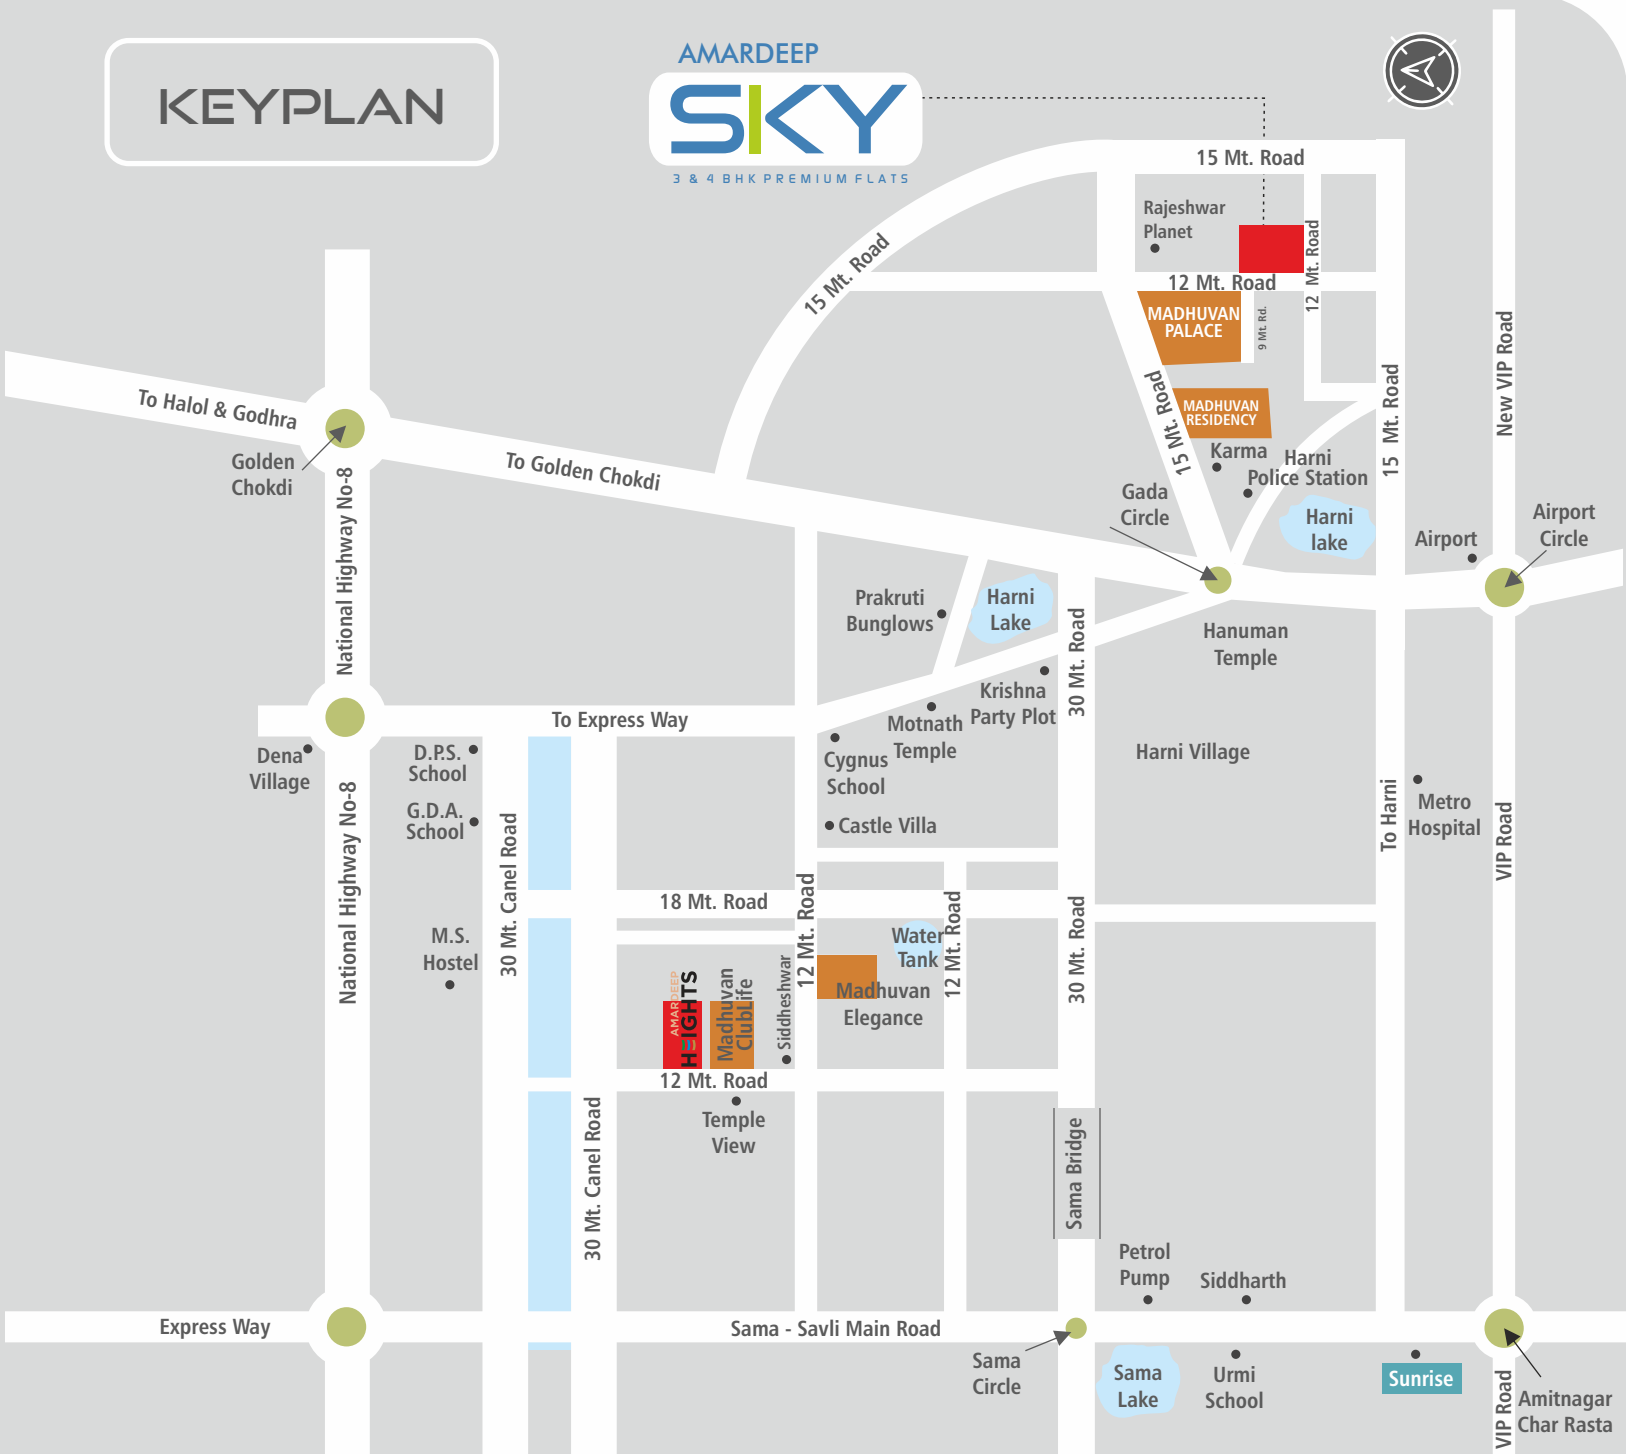 KEYPLAN
AMARDEEP
SKY
3 & 4 BHK PREMIUM FLATS
15 Mt. Road
Rajeshwar
Planet
12 Mt. Road
12 Mt. Road
15 Mt. Road
MADHUVAN
PALACE
9 Mt. Rd.
New VIP Road
15 Mt. Road
15 Mt. Road
MADHUVAN
RESIDENCY
To Halol & Godhra
Golden
Chokdi
To Golden Chokdi
National Highway No-8
Karma
Harni
Police Station
Gada
Circle
Harni
lake
Airport
Airport
Circle
Prakruti
Bunglows
Harni
Lake
30 Mt. Road
Hanuman
Temple
Krishna
Party Plot
Motnath
Temple
To Express Way
Dena
Village
D.P.S.
School
G.D.A.
School
Cygnus
School
Castle Villa
Harni Village
To Harni
Metro
Hospital
VIP Road
National Highway No-8
30 Mt. Canel Road
M.S.
Hostel
18 Mt. Road
12 Mt. Road
Water
Tank
12 Mt. Road
30 Mt. Road
AMARDEEP
HEIGHTS
Madhuvan
ClubLife
Siddheshwar
Madhuvan
Elegance
12 Mt. Road
Temple
View
30 Mt. Canel Road
Sama Bridge
Petrol
Pump
Siddharth
Express Way
Sama - Savli Main Road
Sama
Circle
Sama
Lake
Urmi
School
Sunrise
VIP Road
Amitnagar
Char Rasta